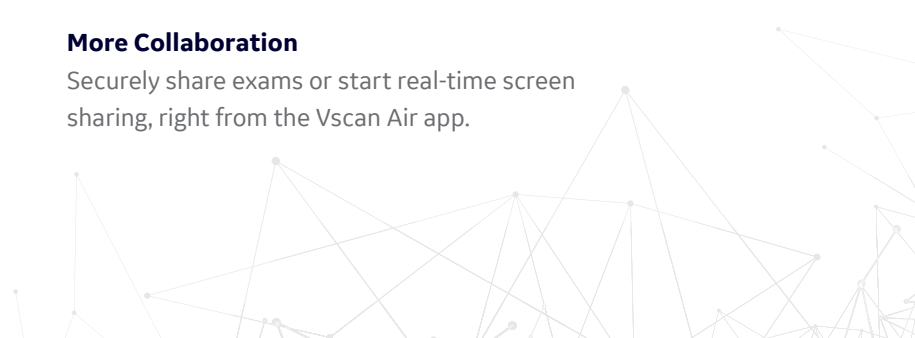 More Collaboration
Securely share exams or start real-time screen
sharing, right from the Vscan Air app.